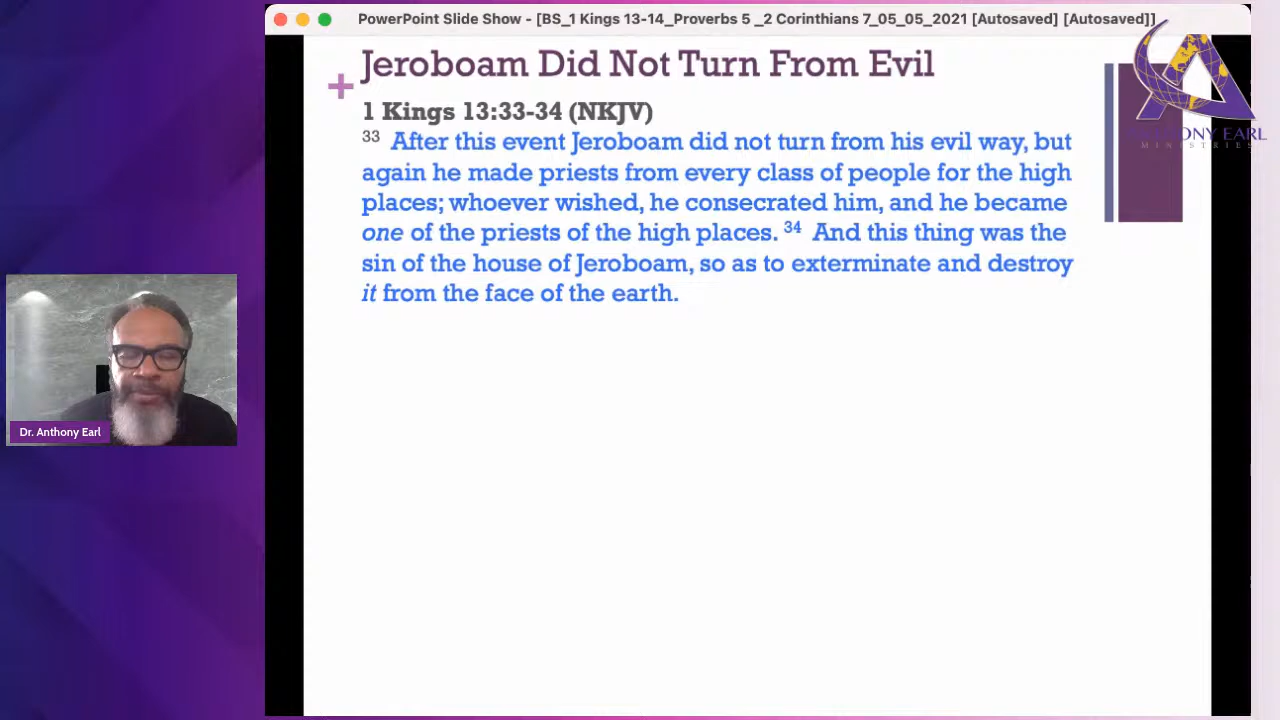 PowerPoint Slide Show - [BS_1 Kings 13-14_Proverbs 5 _2 Corinthians 7_05_05_2021 [Autosaved] [Autosaved]]
+ Jeroboam Did Not Turn From Evil
1 Kings 13:33-34 (NKJV)
33 After this event Jeroboam did not turn from his evil way, but
again he made priests from every class of people for the high
places; whoever wished, he consecrated him, and he became
one of the priests of the high places. 34 And this thing was the
sin of the house of Jeroboam, so as to exterminate and destroy
it from the face of the earth.
EARL
MINISTRIES
Dr. Anthony Earl